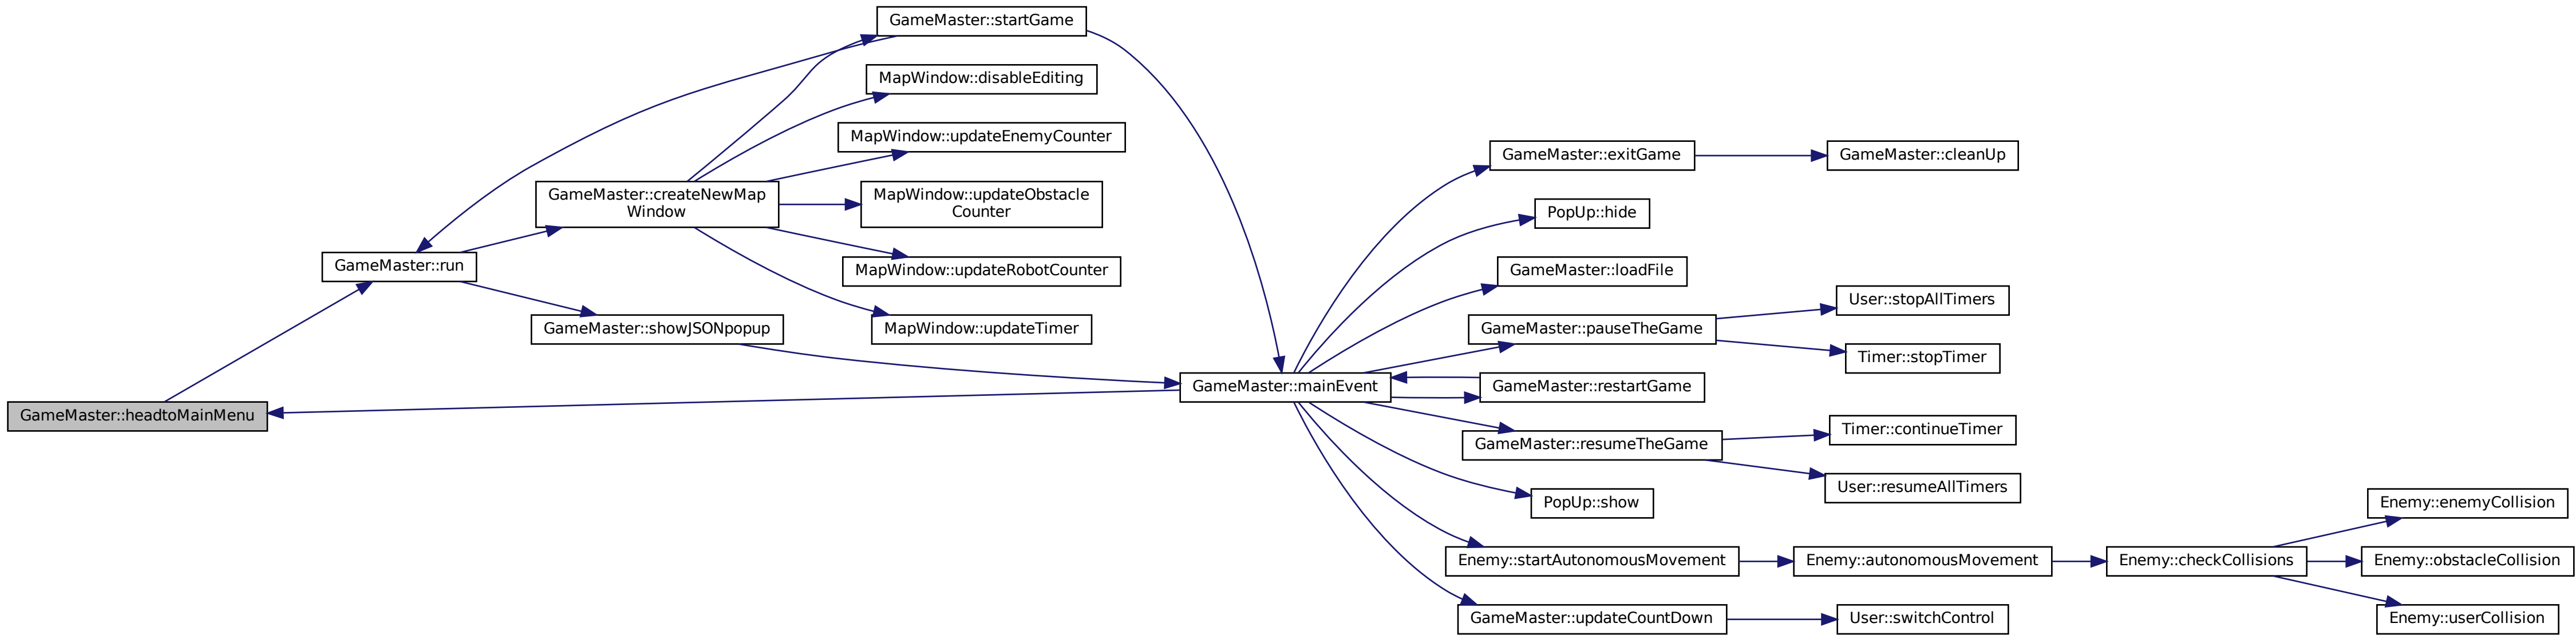 GameMaster::headtoMainMenu
GameMaster::run
GameMaster::createNewMap
Window
GameMaster::showJSONpopup
GameMaster::startGame
MapWindow::disableEditing
MapWindow::updateEnemyCounter
MapWindow::updateObstacle
Counter
MapWindow::updateRobotCounter
MapWindow::updateTimer
GameMaster::mainEvent
GameMaster::exitGame
PopUp::hide
GameMaster::loadFile
GameMaster::pauseTheGame
GameMaster::restartGame
GameMaster::resumeTheGame
PopUp::show
Enemy::startAutonomousMovement
GameMaster::updateCountDown
GameMaster::cleanUp
User::stopAllTimers
Timer::stopTimer
Timer::continueTimer
User::resumeAllTimers
Enemy::autonomousMovement
User::switchControl
Enemy::checkCollisions
Enemy::enemyCollision
Enemy::obstacleCollision
Enemy::userCollision